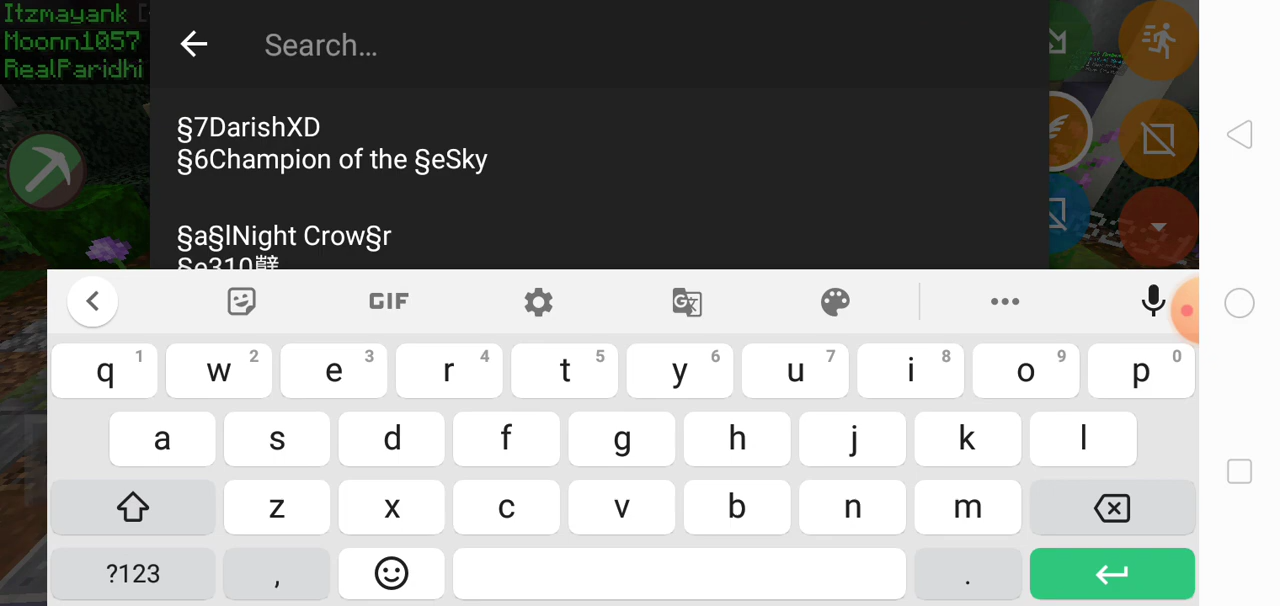 Itzmayank [
Moonn1057
RealParidhi
Search…
§7DarishXD
§6Champion of the §eSky
§a§lNight Crow§r
GIF
q 1 w 2 e 3 r 4 t 5 y 6 u 7 i 8 o 9 p 0
a s d f g h j k l
z x c v b n m
?123 , .